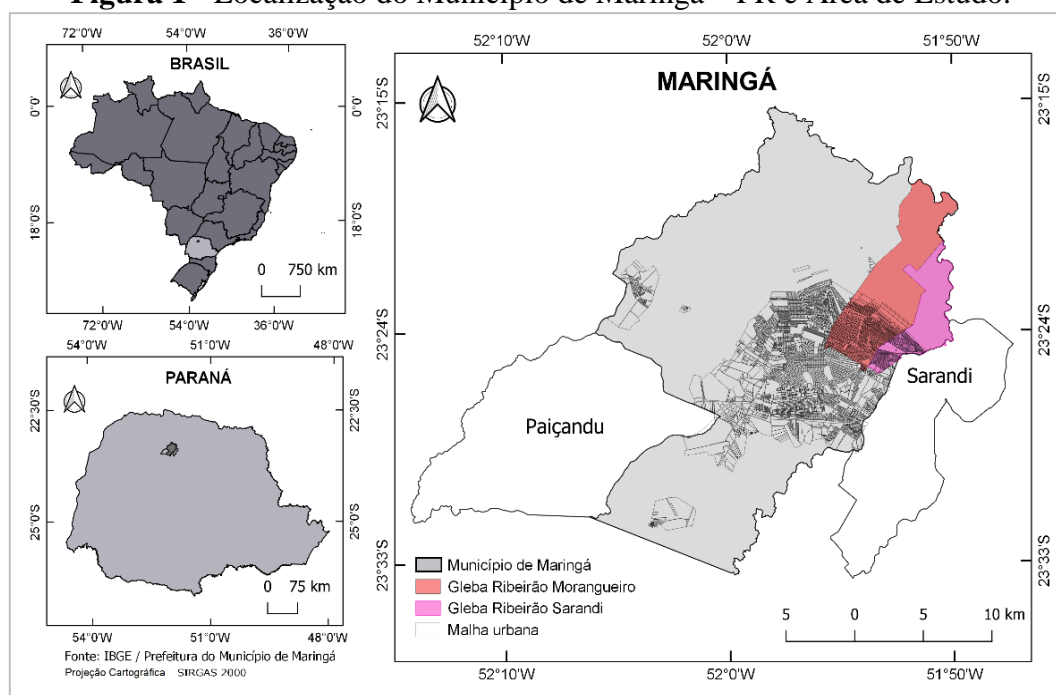 Figura 1 - Localização do Município de Maringá – PR e Área de Estudo.
72°0'W 54°0'W 36°0'W
BRASIL
0°0' 0°0'
18°0'S 18°0'S
0 750 km
72°0'W 54°0'W 36°0'W
54°0'W 51°0'W 48°0'W
PARANÁ
22°30'S 22°30'S
25°0'S 25°0'S
0 75 km
54°0'W 51°0'W 48°0'W
Fonte: IBGE / Prefeitura do Município de Maringá
Projeção Cartográfica SIRGAS 2000
52°10'W 52°0'W 51°50'W
MARINGÁ
23°15'S 23°15'S
23°24'S 23°24'S
Sarandi
Paiçandu
23°33'S 23°33'S
Município de Maringá
Gleba Ribeirão Morangueiro
Gleba Ribeirão Sarandi
Malha urbana
5 0 5 10 km
52°10'W 52°0'W 51°50'W